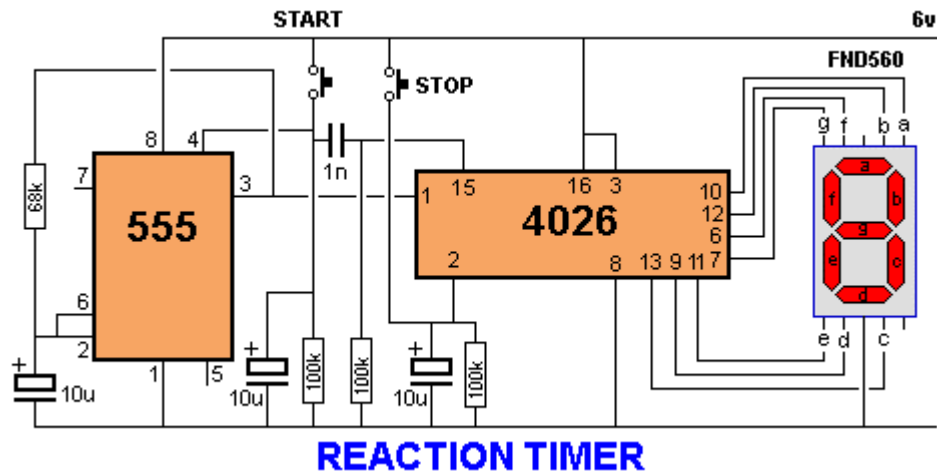 START
6v
FND560
STOP
g f b a
8 4
1n
7
3
68k
555
1
15
16 3
10
12
6
7
4026
2
8
13 9 11
a
f
b
g
e
c
d
6
2
1
5
10u
10u
100k
100k
10u
100k
e d c
REACTION TIMER